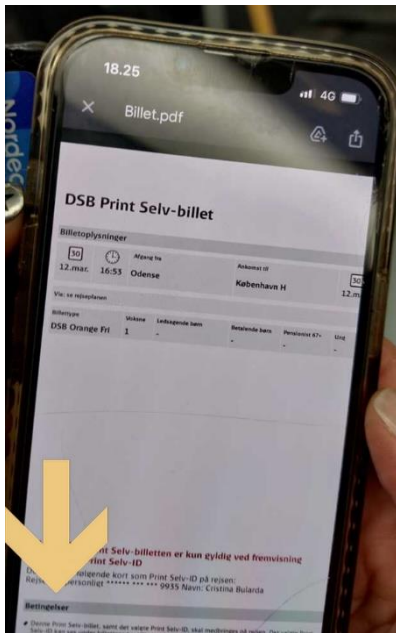 18.25
4G
Billet.pdf
Nordea
DSB Print Selv-billet
Billetoplysninger
30 Afgang fra Ankomst til 30
12.mar. 16:53 Odense København H 12.m
Via: se rejseplanen
Billettype Voksne Ledsagende børn Betalende børn Pensionist 67+ Ung
DSB Orange Fri 1 - - - -
nt Selv-billetten er kun gyldig ved fremvisning
rint Selv-ID
lgende kort som Print Selv-ID på rejsen:
Rejs personligt ****** *** *** 9935 Navn: Cristina Bularda
Betingelser
Denne Print Selv-billet, samt det valgte Print Selv-ID, skal medbringes på rejsen.